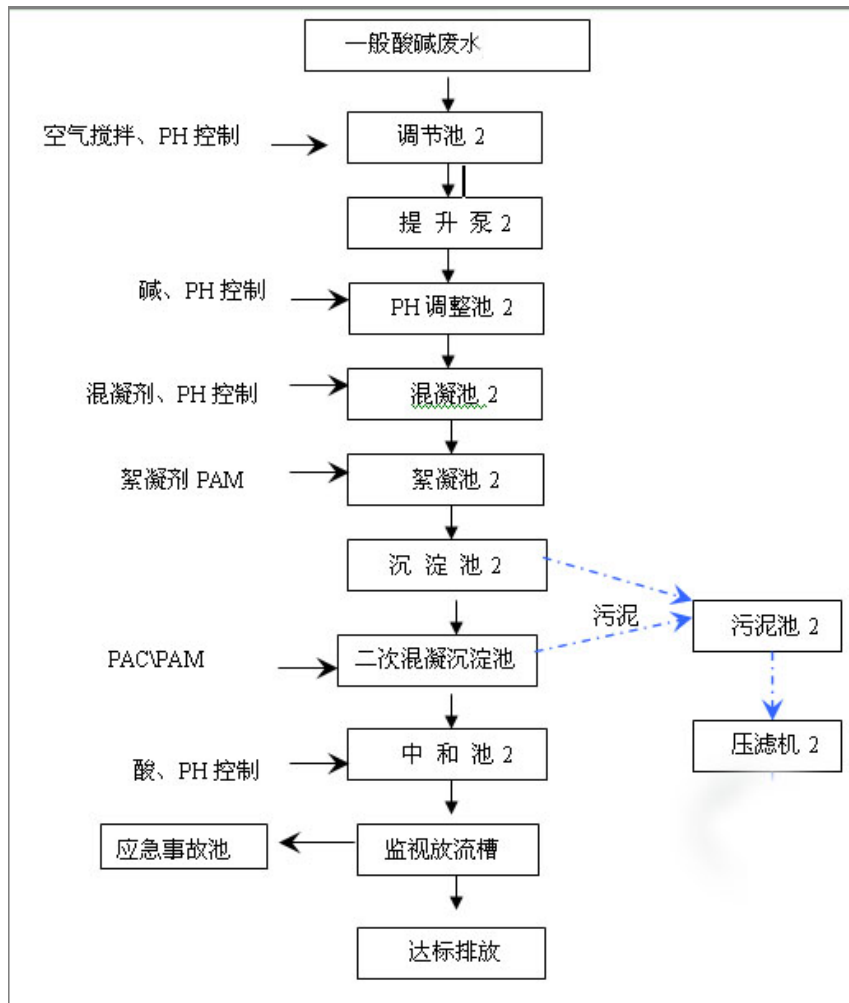 一般酸碱废水
空气搅拌、PH 控制
调节池 2
提 升 泵 2
碱、PH 控制
PH 调整池 2
混凝剂、PH 控制
混凝池 2
絮凝剂 PAM
絮凝池 2
沉 淀 池 2
污泥
污泥池 2
PAC\PAM
二次混凝沉淀池
压滤机 2
酸、PH 控制
中 和 池 2
应急事故池
监视放流槽
达标排放